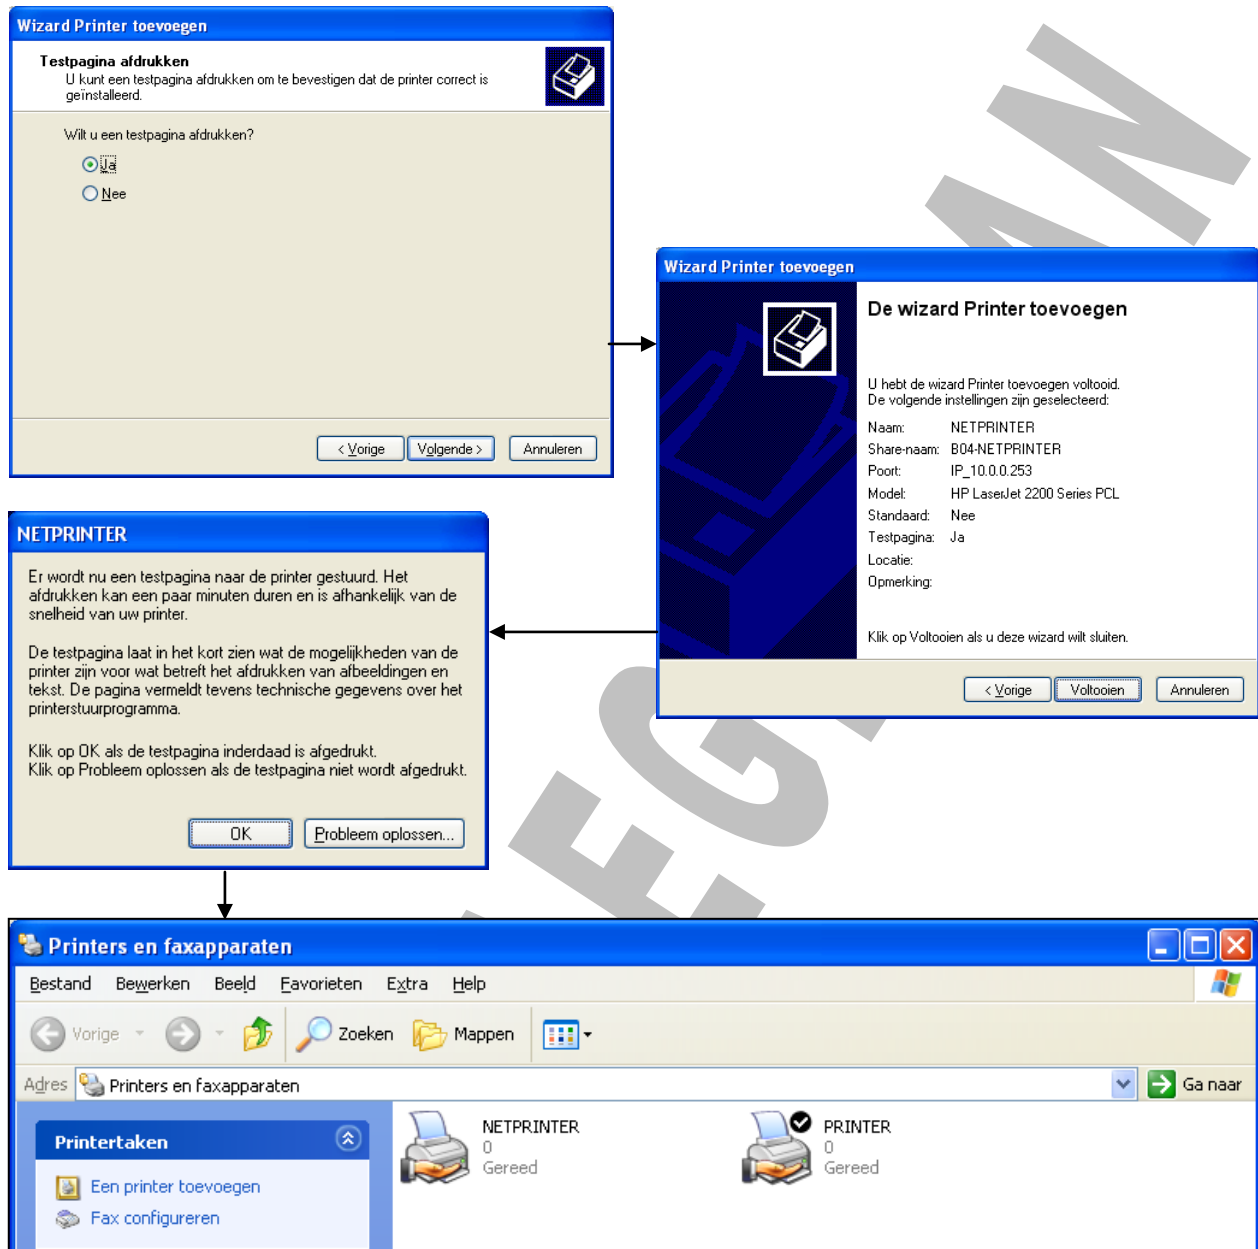 Wizard Printer toevoegen
Testpagina afdrukken
U kunt een testpagina afdrukken om te bevestigen dat de printer correct is
geïnstalleerd.
Wilt u een testpagina afdrukken?
Ja
Nee
< Vorige
Volgende >
Annuleren
Wizard Printer toevoegen
De wizard Printer toevoegen
U hebt de wizard Printer toevoegen voltooid.
De volgende instellingen zijn geselecteerd:
Naam: NETPRINTER
Share-naam: B04-NETPRINTER
Poort: IP_10.0.0.253
Model: HP LaserJet 2200 Series PCL
Standaard: Nee
Testpagina: Ja
Locatie:
Opmerking:
Klik op Voltooien als u deze wizard wilt sluiten.
< Vorige
Voltooien
Annuleren
NETPRINTER
Er wordt nu een testpagina naar de printer gestuurd. Het
afdrukken kan een paar minuten duren en is afhankelijk van de
snelheid van uw printer.
De testpagina laat in het kort zien wat de mogelijkheden van de
printer zijn voor wat betreft het afdrukken van afbeeldingen en
tekst. De pagina vermeldt tevens technische gegevens over het
printerstuurprogramma.
Klik op OK als de testpagina inderdaad is afgedrukt.
Klik op Probleem oplossen als de testpagina niet wordt afgedrukt.
OK
Probleem oplossen...
Printers en faxapparaten
Bestand Bewerken Beeld Favorieten Extra Help
Vorige Zoeken Mappen
Adres Printers en faxapparaten Ga naar
Printertaken
Een printer toevoegen
Fax configureren
NETPRINTER
0
Gereed
PRINTER
0
Gereed